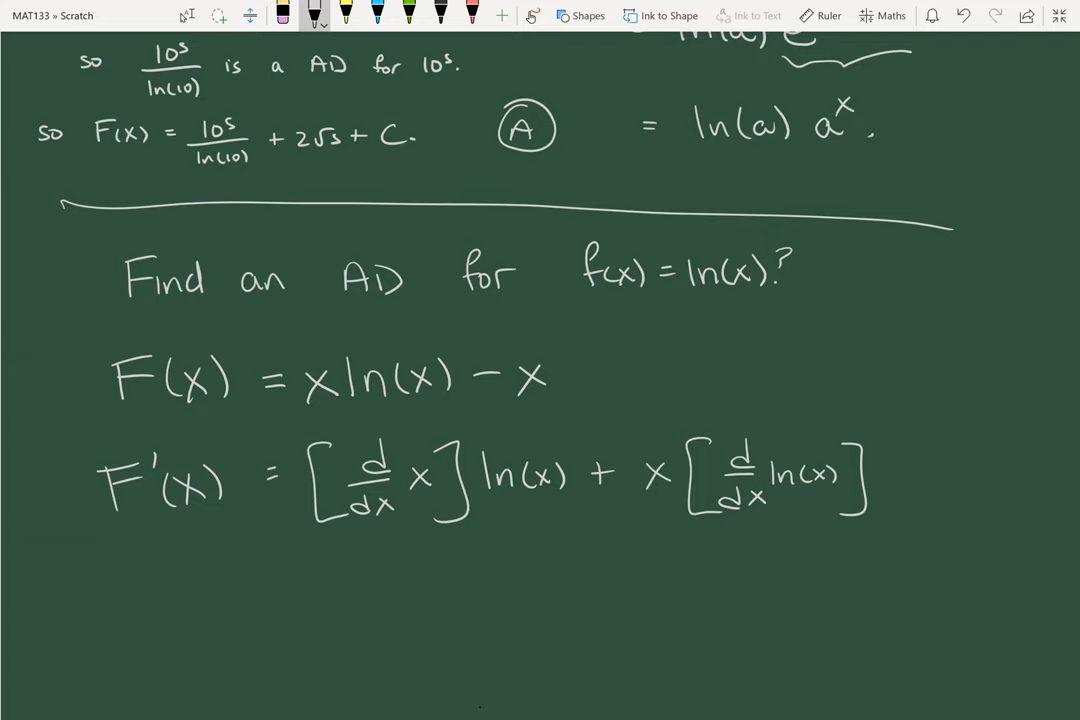 MAT133 » Scratch
Shapes Ink to Shape Ink to Text Ruler Maths
so 10^s/ln(10) is a AD for 10^s.
so F(x) = 10^s/ln(10) + 2√s + C. A
= ln(a) a^x.
Find an AD for f(x) = ln(x)?
F(x) = x ln(x) − x
F'(x) = [d/dx x] ln(x) + x [d/dx ln(x)]